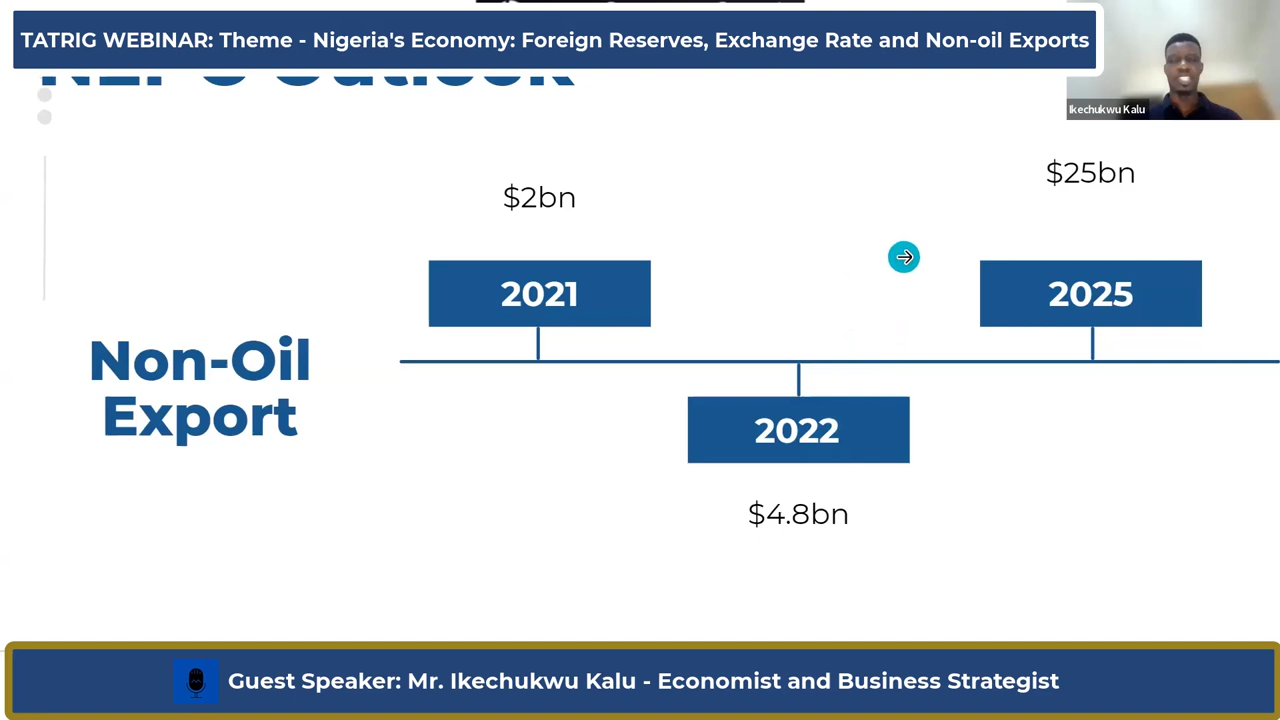 TATRIG WEBINAR: Theme - Nigeria's Economy: Foreign Reserves, Exchange Rate and Non-oil Exports
Outlook
Ikechukwu Kalu
$2bn
$25bn
2021
2025
Non-Oil
Export
2022
$4.8bn
Guest Speaker: Mr. Ikechukwu Kalu - Economist and Business Strategist